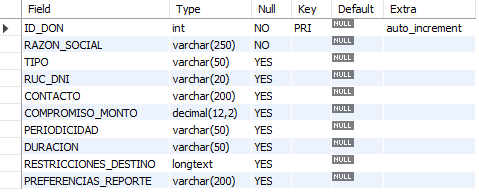 Field Type Null Key Default Extra
ID_DON int NO PRI NULL auto_increment
RAZON_SOCIAL varchar(250) NO NULL
TIPO varchar(50) YES NULL
RUC_DNI varchar(20) YES NULL
CONTACTO varchar(200) YES NULL
COMPROMISO_MONTO decimal(12,2) YES NULL
PERIODICIDAD varchar(50) YES NULL
DURACION varchar(50) YES NULL
RESTRICCIONES_DESTINO longtext YES NULL
PREFERENCIAS_REPORTE varchar(200) YES NULL